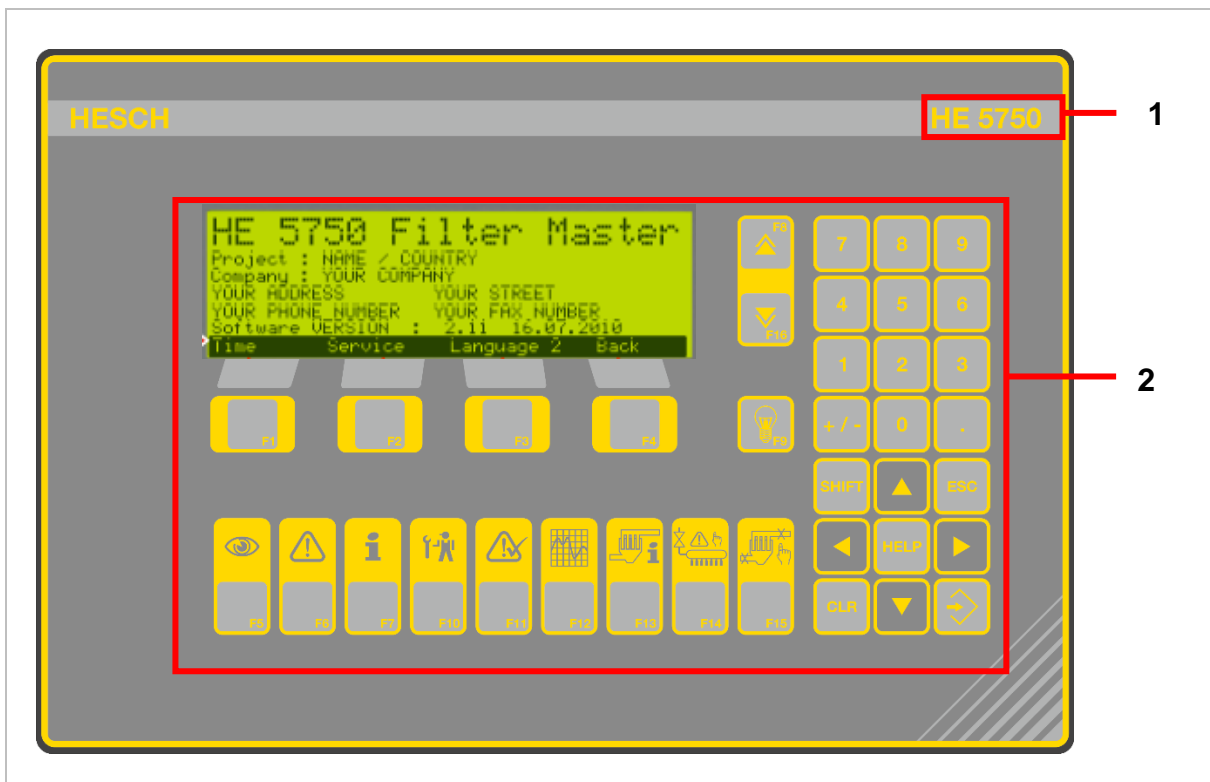 HESCH HE 5750 1
HE 5750 Filter Master
Project : NAME / COUNTRY
Company : YOUR COMPANY
YOUR ADDRESS YOUR STREET
YOUR PHONE NUMBER YOUR FAX NUMBER
Software VERSION : 2.11 16.07.2010
Time Service Language 2 Back
F8
F16
7 8 9
4 5 6
1 2 3
2
F1 F2 F3 F4 F9
+ / - 0 .
SHIFT ESC
HELP
F5 F6 F7 F10 F11 F12 F13 F14 F15
CLR